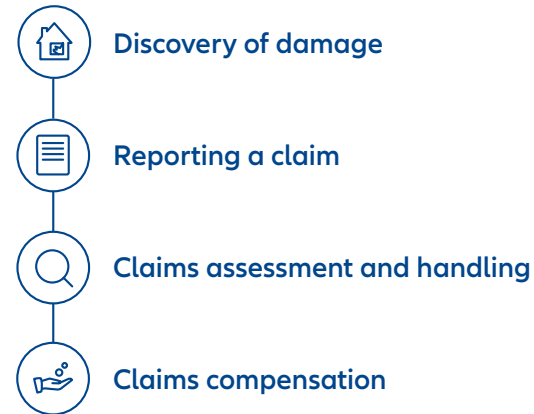 Discovery of damage
Reporting a claim
Claims assessment and handling
Claims compensation